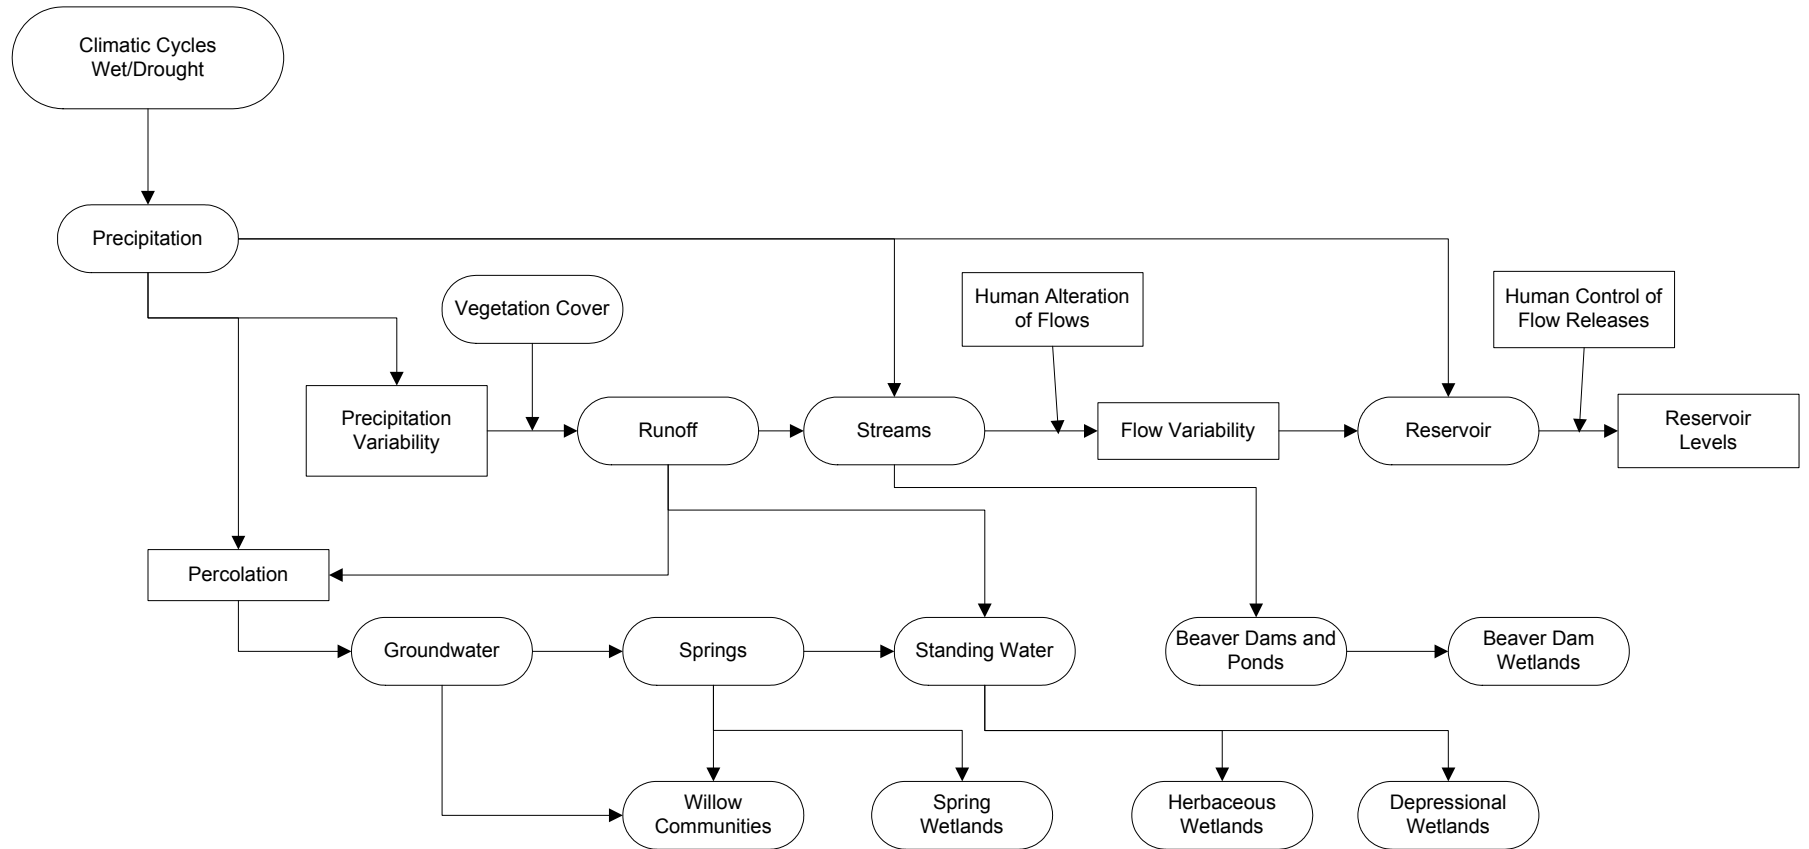 Climatic Cycles
Wet/Drought
Precipitation
Vegetation Cover
Human Alteration
of Flows
Human Control of
Flow Releases
Precipitation
Variability
Runoff
Streams
Flow Variability
Reservoir
Reservoir
Levels
Percolation
Groundwater
Springs
Standing Water
Beaver Dams and
Ponds
Beaver Dam
Wetlands
Willow
Communities
Spring
Wetlands
Herbaceous
Wetlands
Depressional
Wetlands